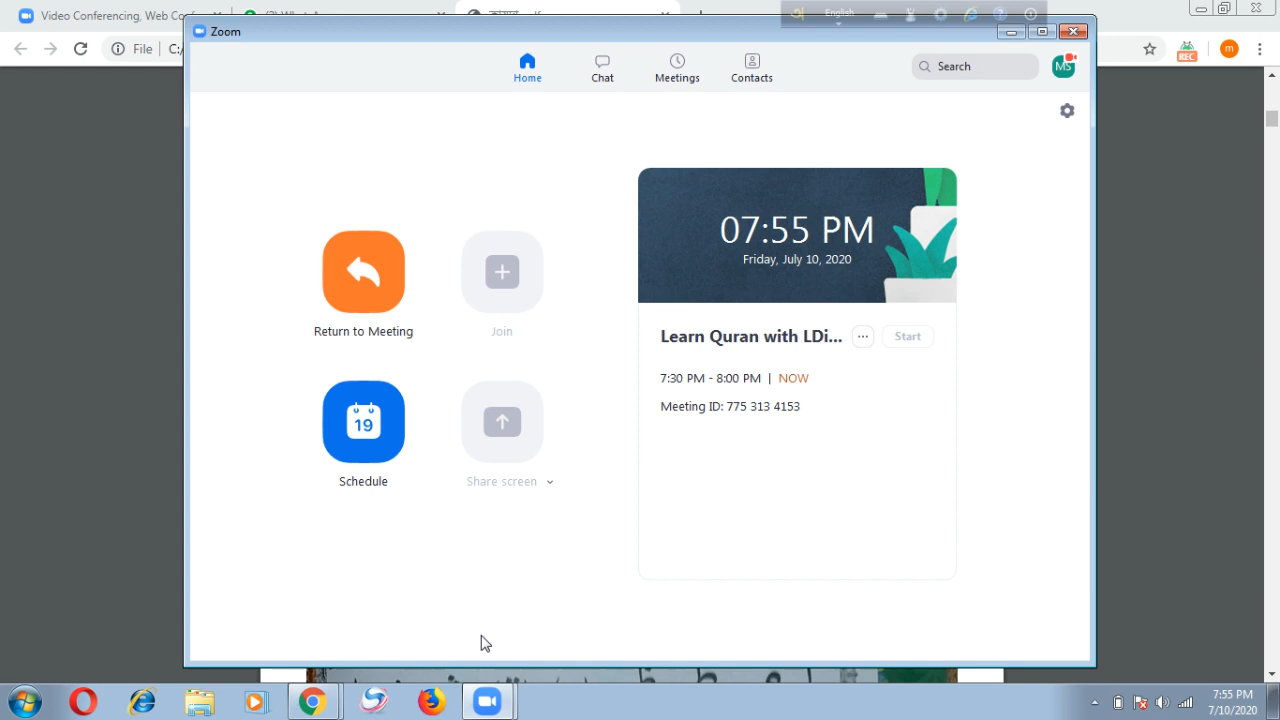 Video Conferencing, Web Conf
English
File
C:/
m
REC
Zoom
Home
Chat
Meetings
Contacts
Search
MS
07:55 PM
Friday, July 10, 2020
Return to Meeting
Join
Learn Quran with LDi...
Start
7:30 PM - 8:00 PM | NOW
Meeting ID: 775 313 4153
19
Schedule
Share screen
7:55 PM
7/10/2020